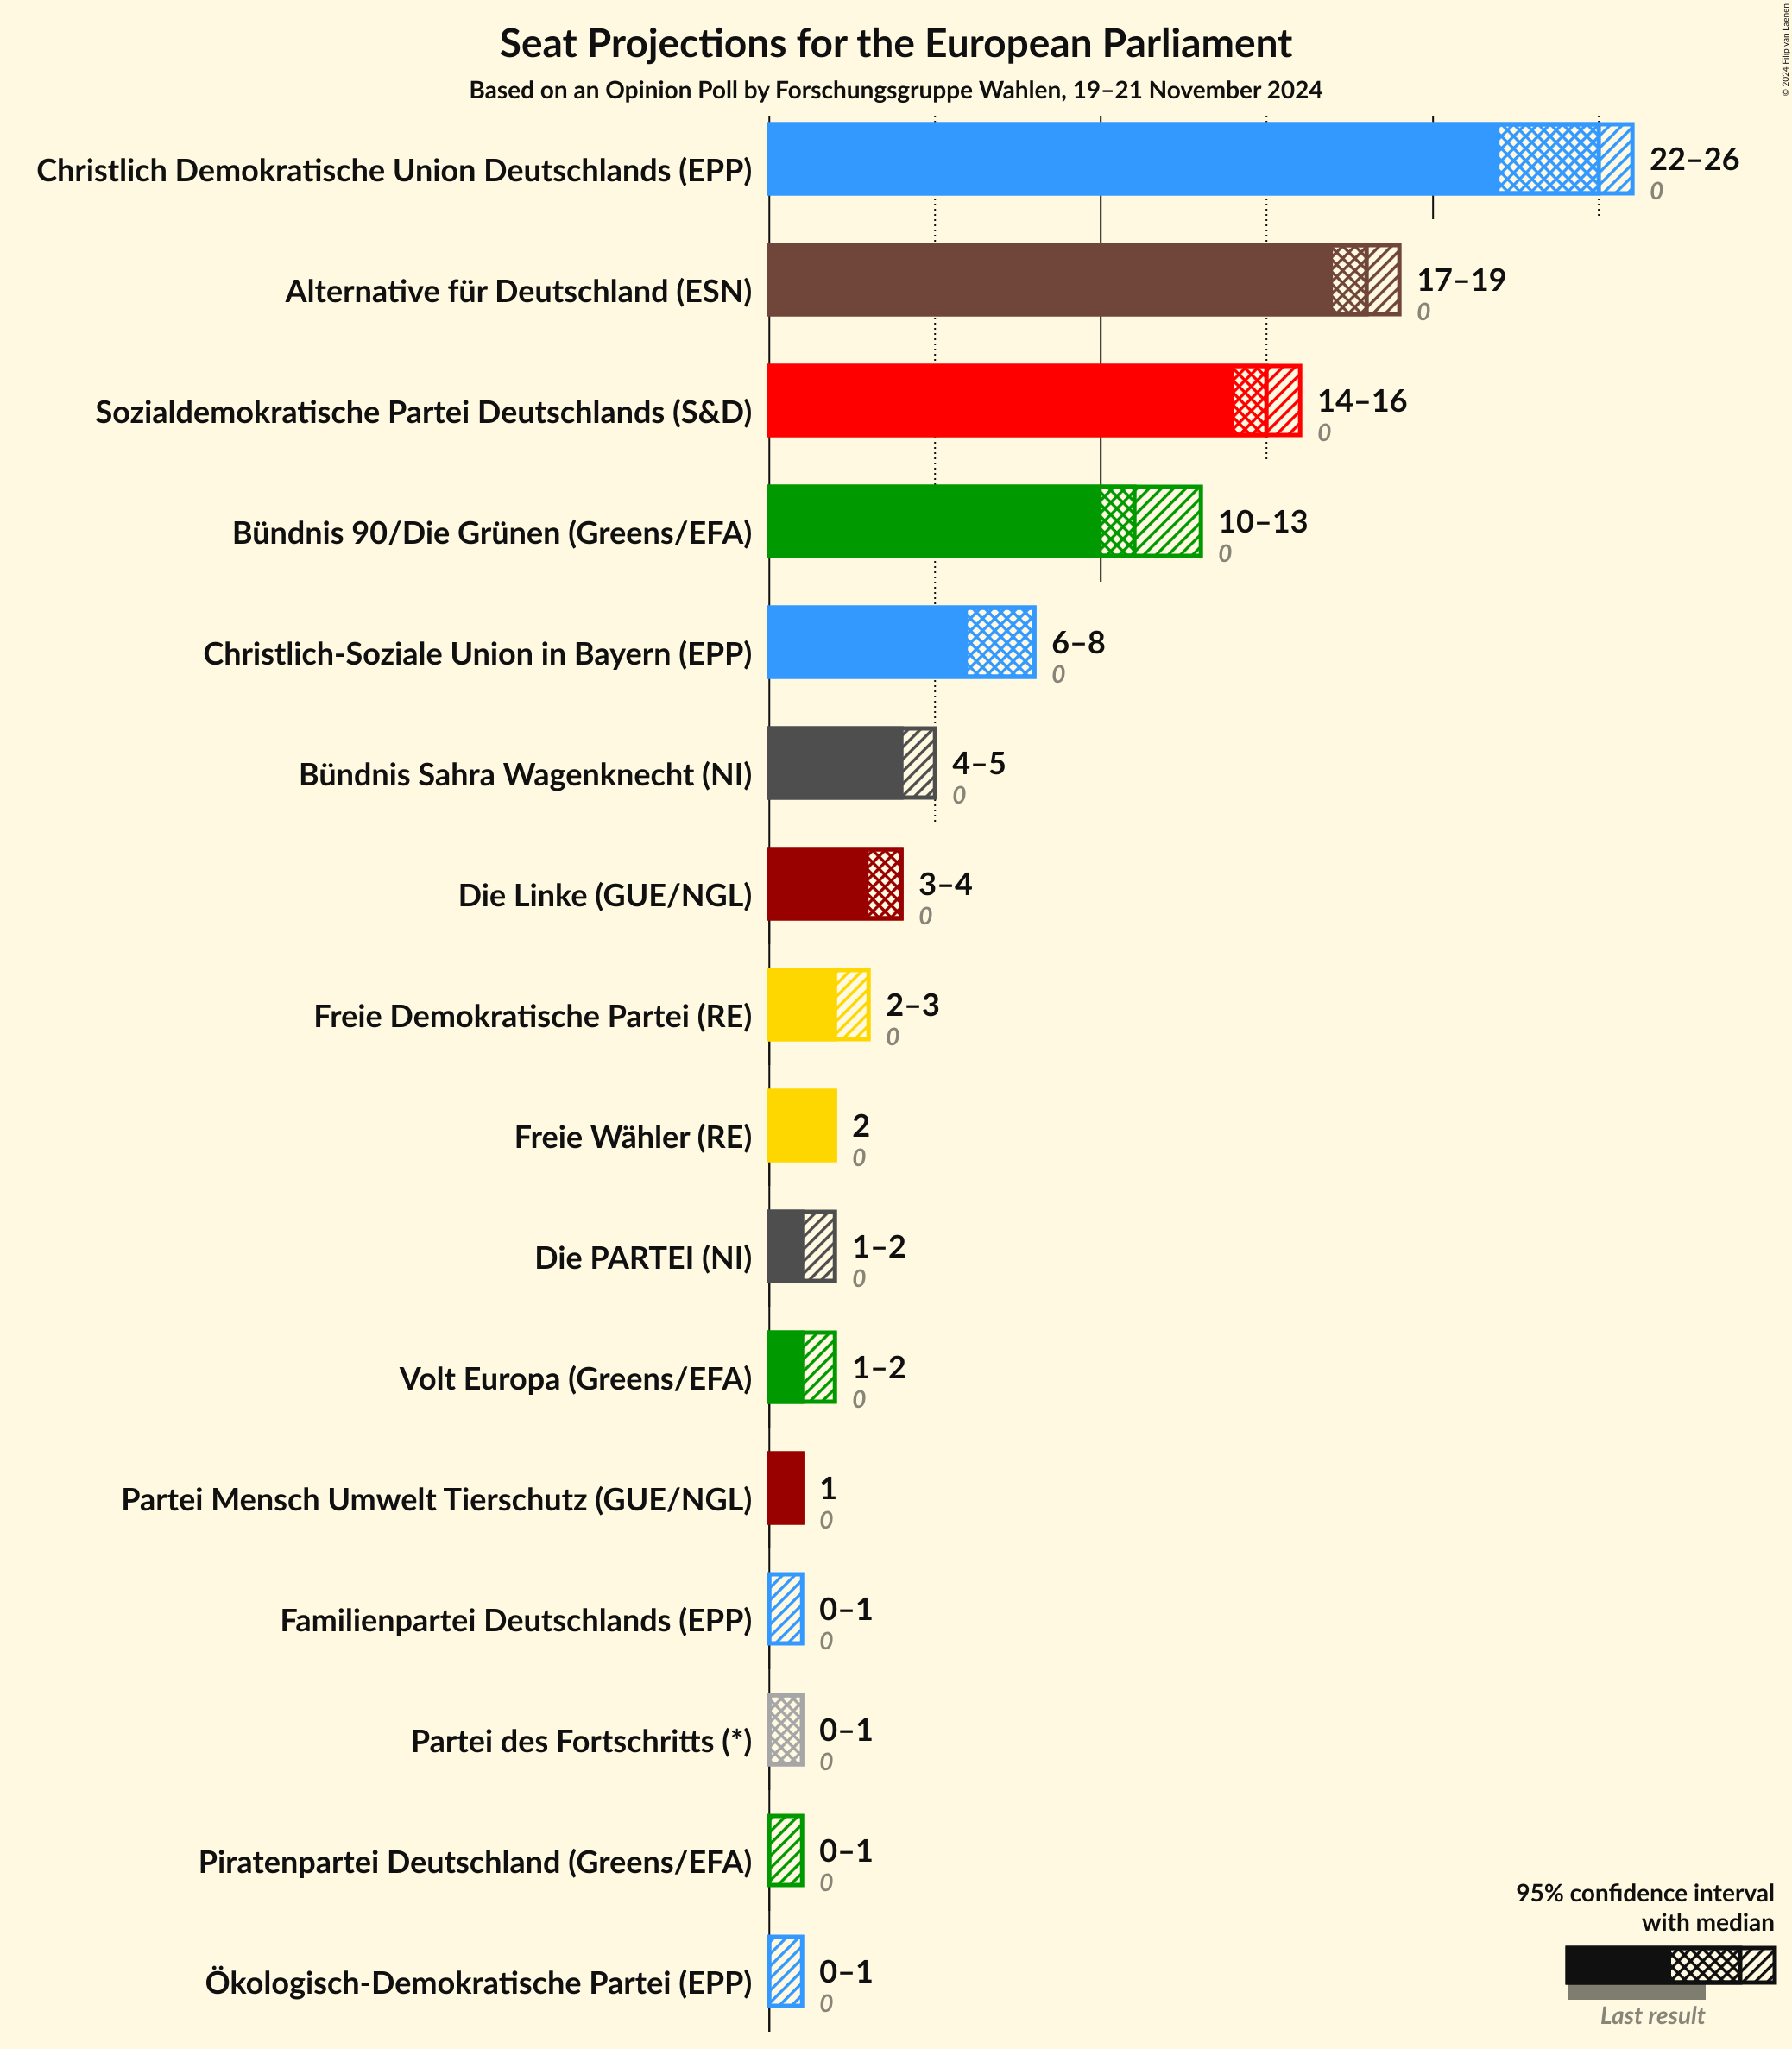 Seat Projections for the European Parliament
Based on an Opinion Poll by Forschungsgruppe Wahlen, 19–21 November 2024
© 2024 Filip van Laenen
Christlich Demokratische Union Deutschlands (EPP)
22–26
0
Alternative für Deutschland (ESN)
17–19
0
Sozialdemokratische Partei Deutschlands (S&D)
14–16
0
Bündnis 90/Die Grünen (Greens/EFA)
10–13
0
Christlich-Soziale Union in Bayern (EPP)
6–8
0
Bündnis Sahra Wagenknecht (NI)
4–5
0
Die Linke (GUE/NGL)
3–4
0
Freie Demokratische Partei (RE)
2–3
0
Freie Wähler (RE)
2
0
Die PARTEI (NI)
1–2
0
Volt Europa (Greens/EFA)
1–2
0
Partei Mensch Umwelt Tierschutz (GUE/NGL)
1
0
Familienpartei Deutschlands (EPP)
0–1
0
Partei des Fortschritts (*)
0–1
0
Piratenpartei Deutschland (Greens/EFA)
0–1
0
Ökologisch-Demokratische Partei (EPP)
0–1
0
95% confidence interval
with median
Last result